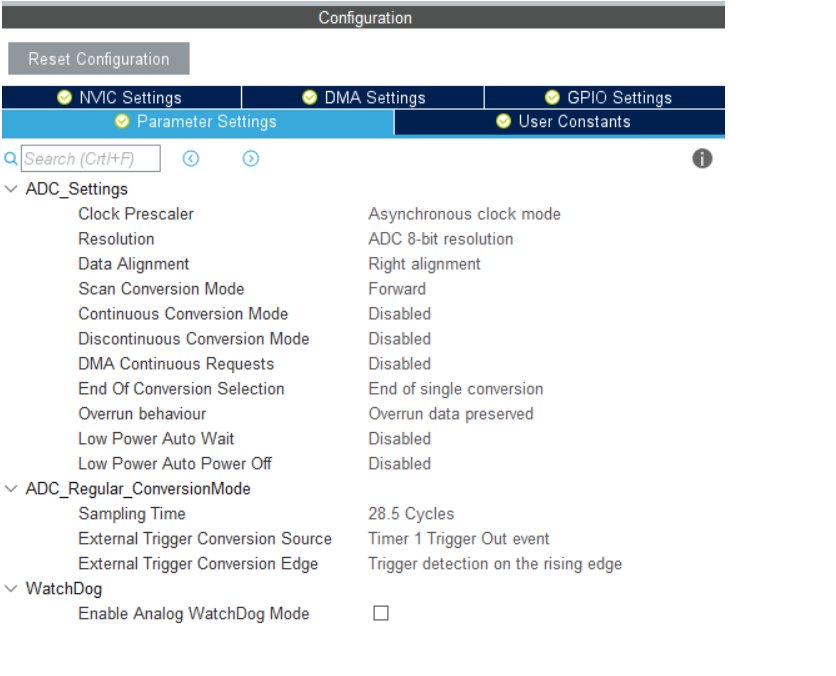 Configuration
Reset Configuration
NVIC Settings DMA Settings GPIO Settings
Parameter Settings User Constants
Search (Crtl+F)
ADC_Settings
Clock Prescaler Asynchronous clock mode
Resolution ADC 8-bit resolution
Data Alignment Right alignment
Scan Conversion Mode Forward
Continuous Conversion Mode Disabled
Discontinuous Conversion Mode Disabled
DMA Continuous Requests Disabled
End Of Conversion Selection End of single conversion
Overrun behaviour Overrun data preserved
Low Power Auto Wait Disabled
Low Power Auto Power Off Disabled
ADC_Regular_ConversionMode
Sampling Time 28.5 Cycles
External Trigger Conversion Source Timer 1 Trigger Out event
External Trigger Conversion Edge Trigger detection on the rising edge
WatchDog
Enable Analog WatchDog Mode